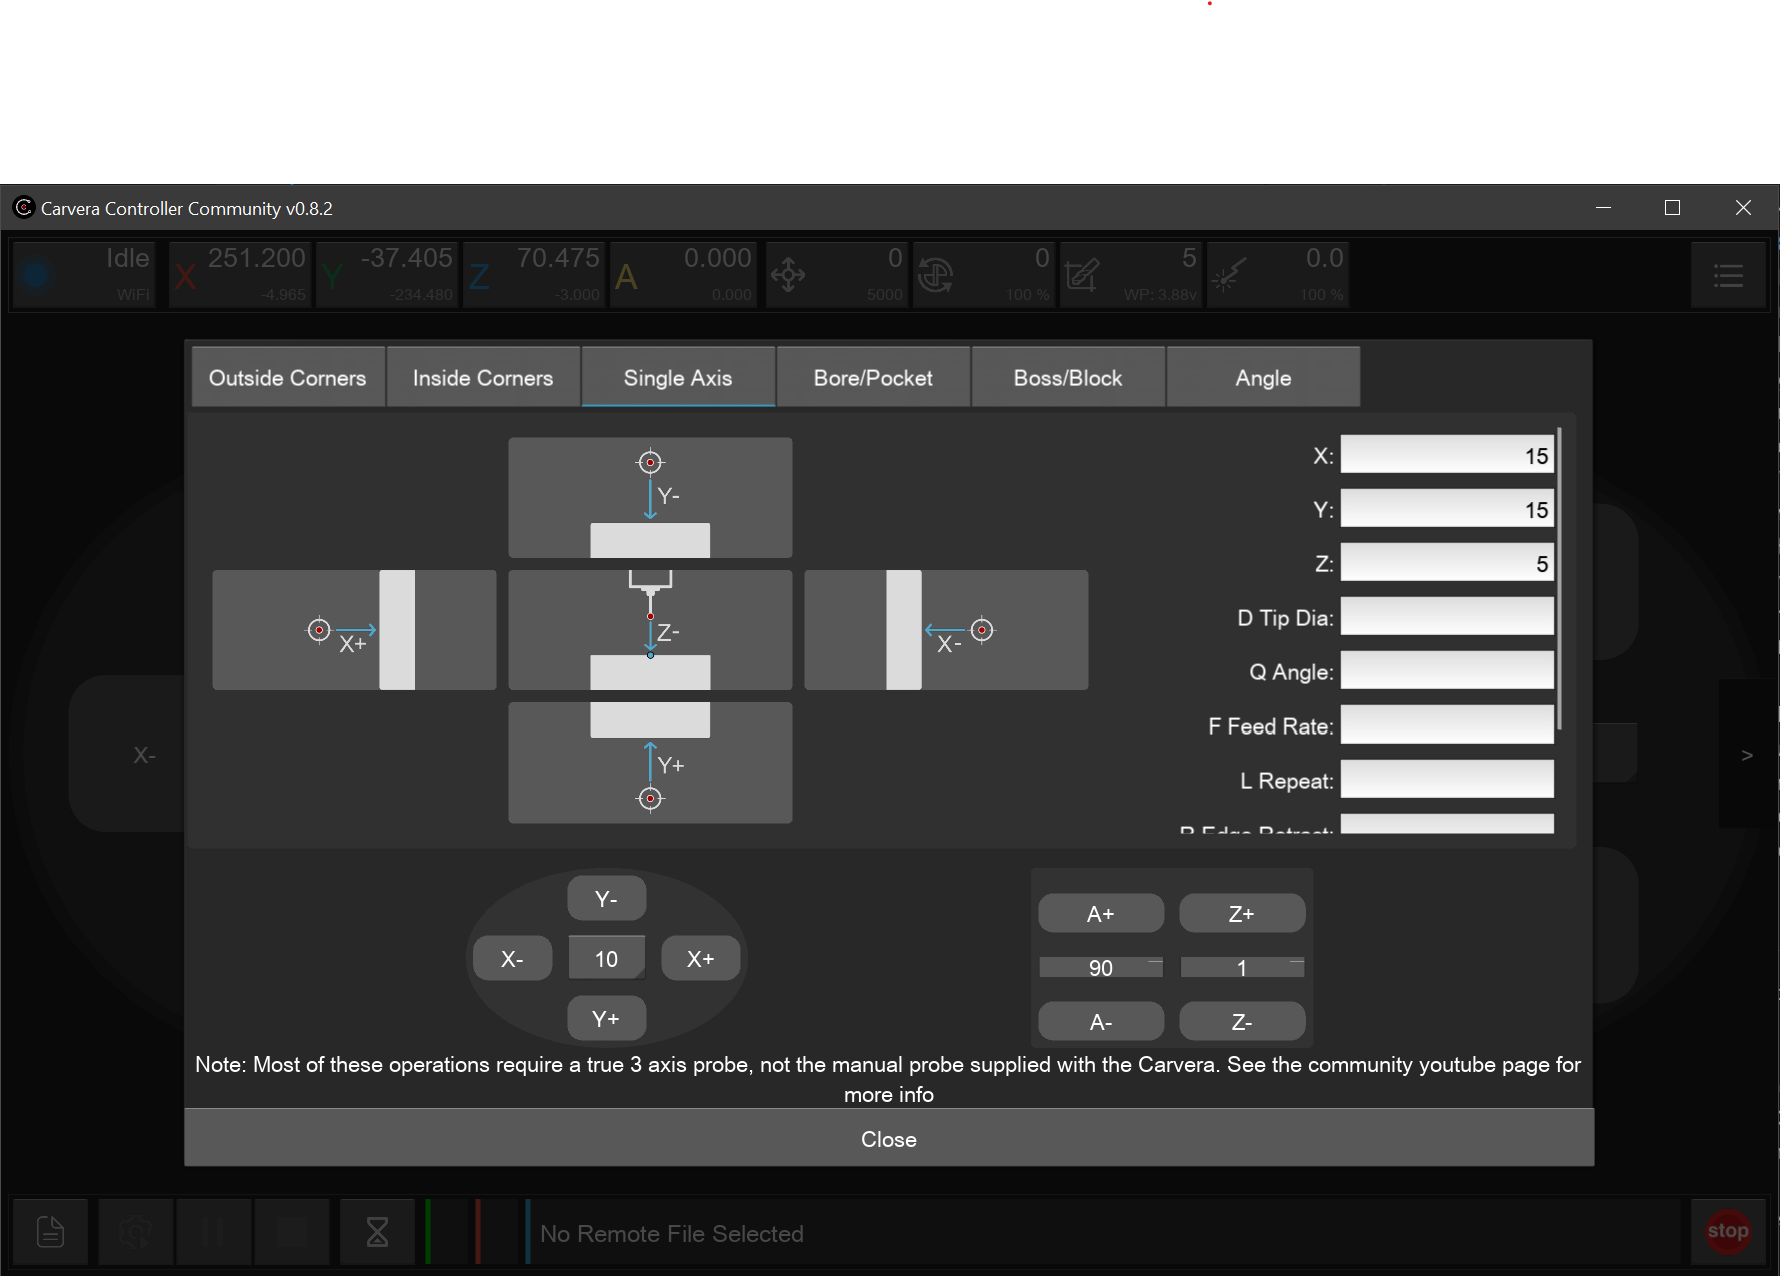 Carvera Controller Community v0.8.2
Idle
WiFi
X 251.200
-4.965
Y -37.405
-234.480
Z 70.475
-3.000
A 0.000
0.000
0
5000
0
100 %
5
WP: 3.88v
0.0
100 %
Outside Corners
Inside Corners
Single Axis
Bore/Pocket
Boss/Block
Angle
Y-
X+
Z-
X-
Y+
X: 15
Y: 15
Z: 5
D Tip Dia:
Q Angle:
F Feed Rate:
L Repeat:
R Edge Retract:
X-
>
Y-
X- 10 X+
Y+
A+ Z+
90 1
A- Z-
Note: Most of these operations require a true 3 axis probe, not the manual probe supplied with the Carvera. See the community youtube page for
more info
Close
No Remote File Selected
stop